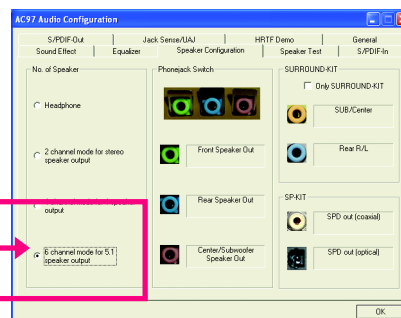 AC97 Audio Configuration
S/PDIF-Out
Jack Sense/UAJ
HRTF Demo
General
Sound Effect
Equalizer
Speaker Configuration
Speaker Test
S/PDIF-In
No. of Speaker
Headphone
2 channel mode for stereo
speaker output
output
6 channel mode for 5.1
speaker output
Phonejack Switch
Front Speaker Out
Rear Speaker Out
Center/Subwoofer
Speaker Out
SURROUND-KIT
Only SURROUND-KIT
SUB/Center
Rear R/L
SP-KIT
SPD out (coaxial)
SPD out (optical)
OK